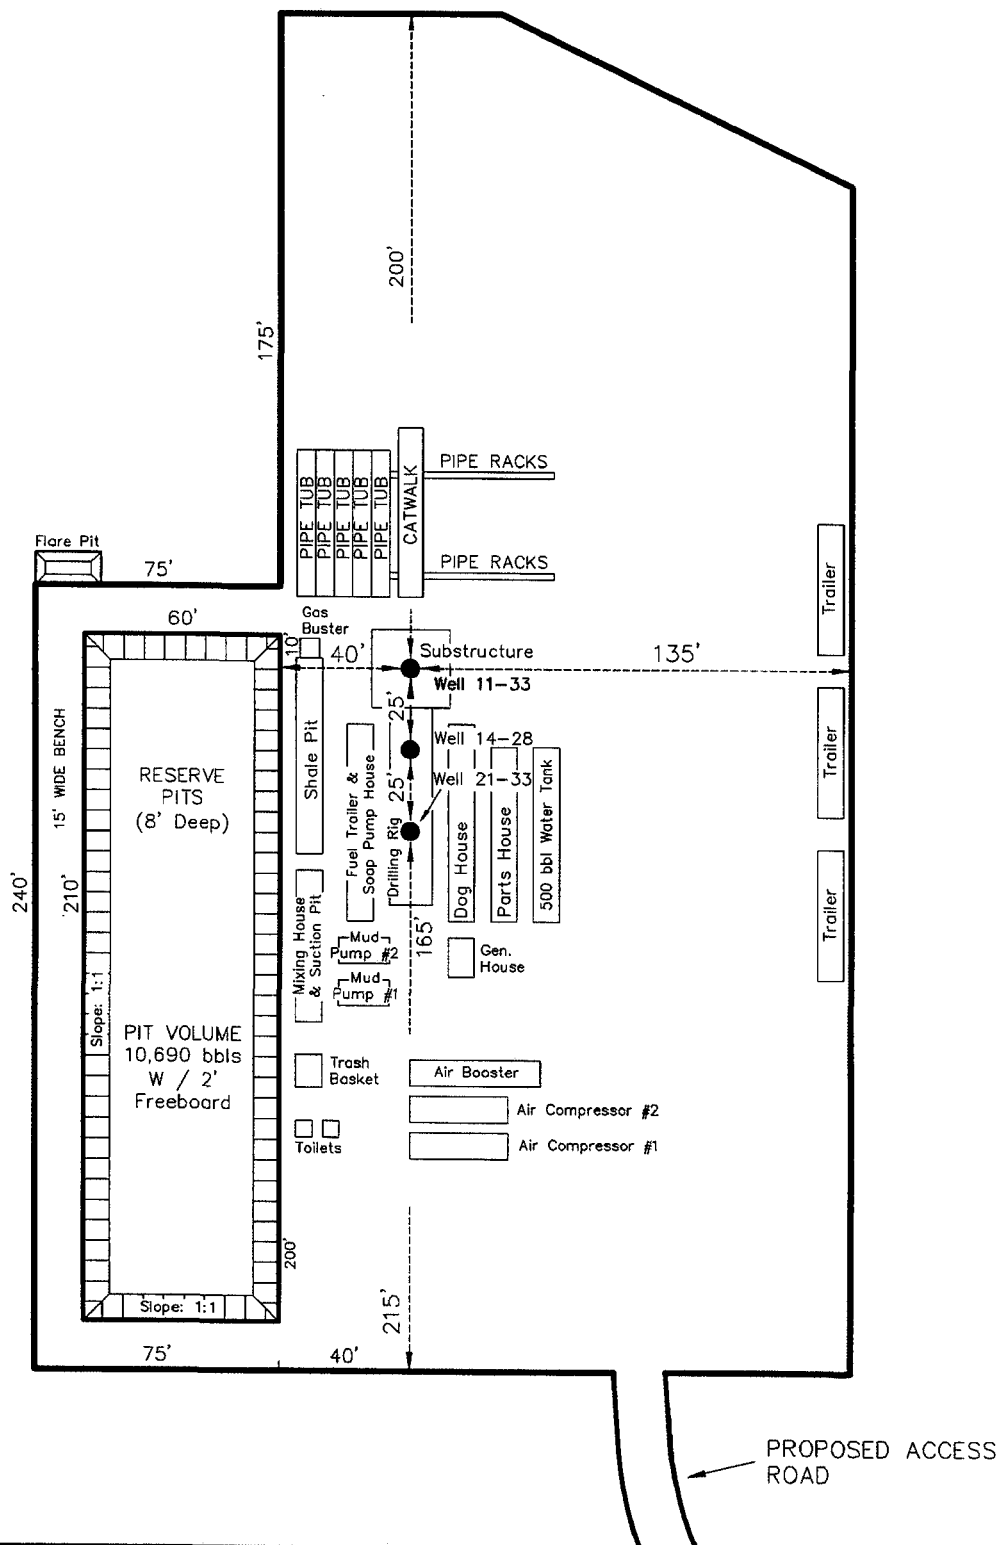 200'
175'
PIPE TUB
PIPE TUB
PIPE TUB
PIPE TUB
PIPE TUB
CATWALK
PIPE RACKS
PIPE RACKS
Flare Pit
75'
60'
10'
Gas
Buster
40'
Substructure
135'
Well 11-33
25'
Well 14-28
25'
Well 21-33
Trailer
Trailer
Trailer
15' WIDE BENCH
240'
210'
RESERVE
PITS
(8' Deep)
Shale Pit
Fuel Trailer &
Soap Pump House
Drilling Rig
Dog House
Parts House
500 bbl Water Tank
165'
Mixing House
& Suction Pit
Mud
Pump #2
Mud
Pump #1
Gen.
House
Slope: 1:1
PIT VOLUME
10,690 bbls
W / 2'
Freeboard
Trash
Basket
Air Booster
Air Compressor #2
Toilets
Air Compressor #1
200'
Slope: 1:1
215'
75'
40'
PROPOSED ACCESS
ROAD